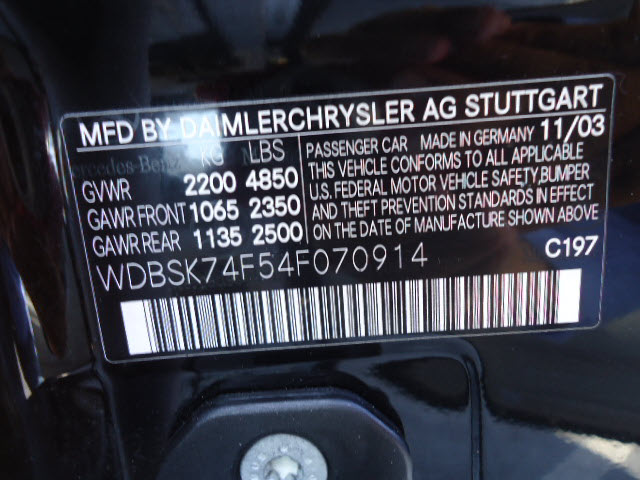 MFD BY DAIMLERCHRYSLER AG STUTTGART
Mercedes-Benz
KG LBS
GVWR 2200 4850
GAWR FRONT 1065 2350
GAWR REAR 1135 2500
PASSENGER CAR MADE IN GERMANY 11/03
THIS VEHICLE CONFORMS TO ALL APPLICABLE
U.S. FEDERAL MOTOR VEHICLE SAFETY,BUMPER
AND THEFT PREVENTION STANDARDS IN EFFECT
ON THE DATE OF MANUFACTURE SHOWN ABOVE
WDBSK74F54F070914
C197